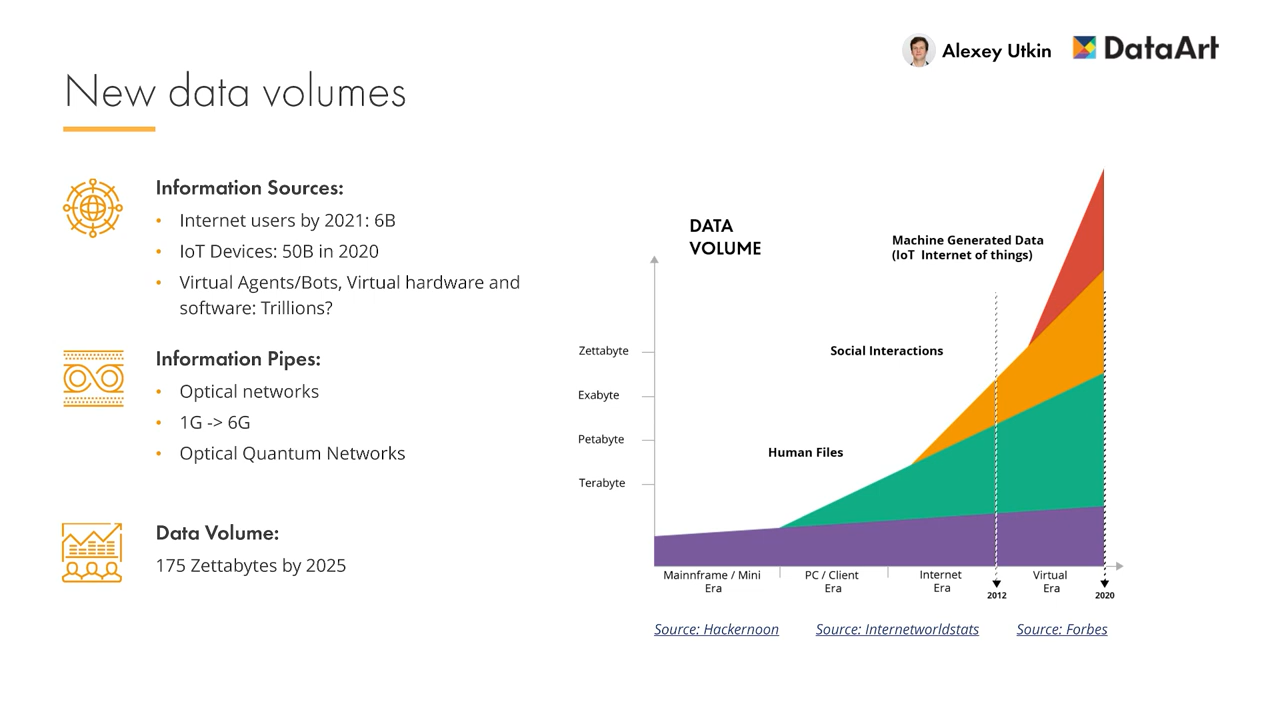 Alexey Utkin
DataArt
New data volumes
Information Sources:
• Internet users by 2021: 6B
• IoT Devices: 50B in 2020
• Virtual Agents/Bots, Virtual hardware and
software: Trillions?
Information Pipes:
• Optical networks
• 1G -> 6G
• Optical Quantum Networks
Data Volume:
175 Zettabytes by 2025
DATA
VOLUME
Machine Generated Data
(IoT Internet of things)
Social Interactions
Human Files
Zettabyte
Exabyte
Petabyte
Terabyte
Mainnframe / Mini
Era
PC / Client
Era
Internet
Era
2012
Virtual
Era
2020
Source: Hackernoon
Source: Internetworldstats
Source: Forbes